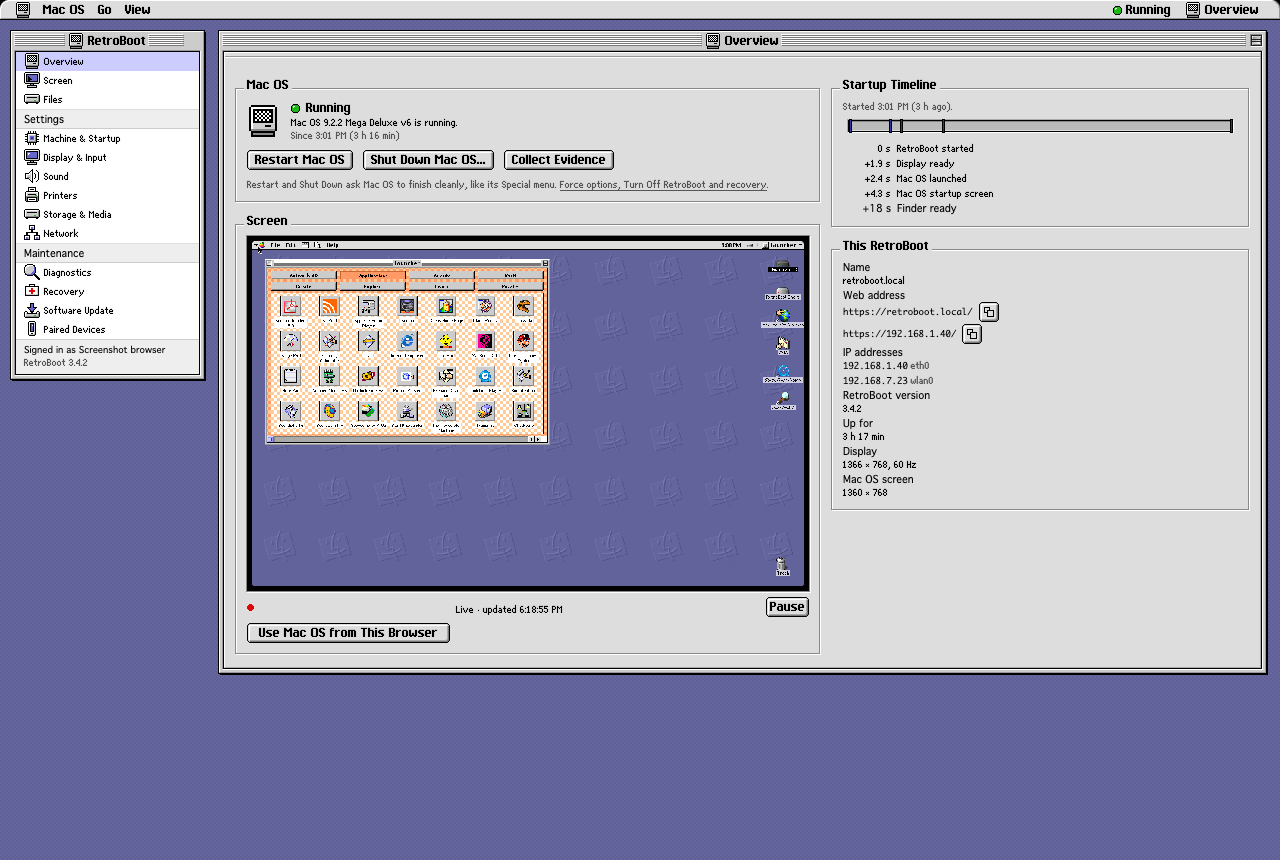 Mac OS Go View
Running Overview
RetroBoot
Overview
Screen
Files
Settings
Machine & Startup
Display & Input
Sound
Printers
Storage & Media
Network
Maintenance
Diagnostics
Recovery
Software Update
Paired Devices
Signed in as Screenshot browser
RetroBoot 3.4.2
Overview
Mac OS
Running
Mac OS 9.2.2 Mega Deluxe v6 is running.
Since 3:01 PM (3 h 16 min)
Restart Mac OS Shut Down Mac OS... Collect Evidence
Restart and Shut Down ask Mac OS to finish cleanly, like its Special menu. Force options, Turn Off RetroBoot and recovery.
Screen
File Edit Help
Trash
Live · updated 6:18:55 PM
Pause
Use Mac OS from This Browser
Startup Timeline
Started 3:01 PM (3 h ago).
0 s RetroBoot started
+1.9 s Display ready
+2.4 s Mac OS launched
+4.3 s Mac OS startup screen
+18 s Finder ready
This RetroBoot
Name
retroboot.local
Web address
https://retroboot.local/
https://192.168.1.40/
IP addresses
192.168.1.40 eth0
192.168.7.23 wlan0
RetroBoot version
3.4.2
Up for
3 h 17 min
Display
1366 × 768, 60 Hz
Mac OS screen
1360 × 768